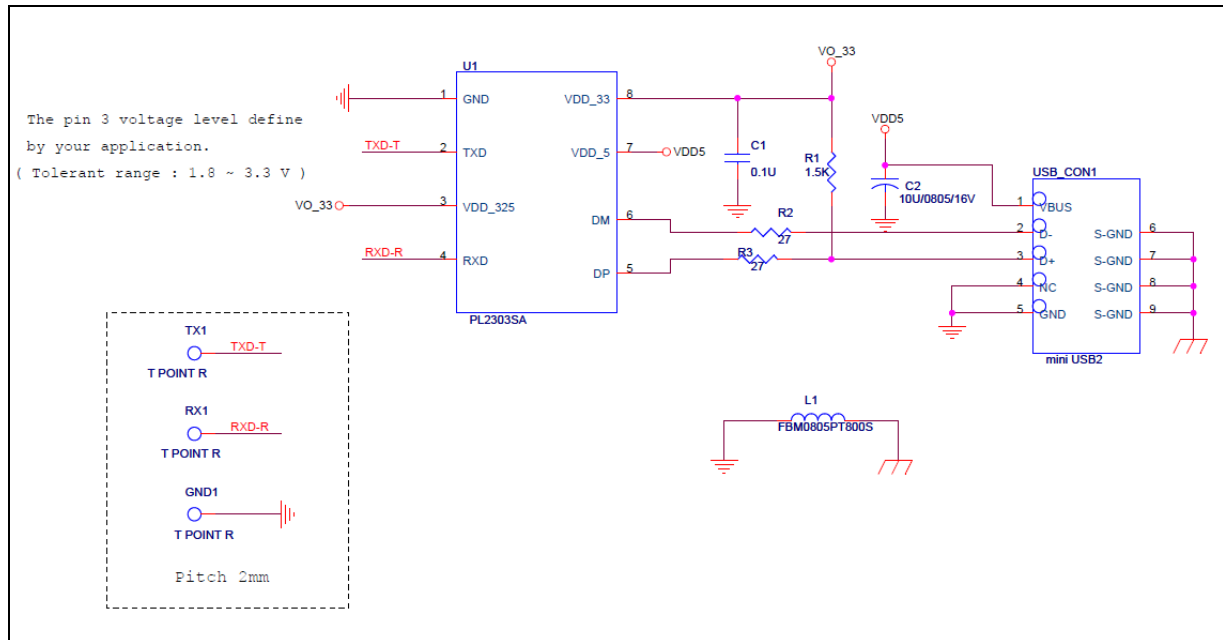 The pin 3 voltage level define
by your application.
( Tolerant range : 1.8 ~ 3.3 V )
U1
1 GND
TXD-T 2 TXD
VO_33 3 VDD_325
RXD-R 4 RXD
VDD_33 8
VDD_5 7 VDD5
DM 6
DP 5
PL2303SA
VO_33
C1
0.1U
R1
1.5K
R2
27
R3
27
VDD5
C2
10U/0805/16V
USB_CON1
1 VBUS
2 D-
3 D+
4 NC
5 GND
S-GND 6
S-GND 7
S-GND 8
S-GND 9
mini USB2
L1
FBM0805PT800S
TX1
TXD-T
T POINT R
RX1
RXD-R
T POINT R
GND1
T POINT R
Pitch 2mm